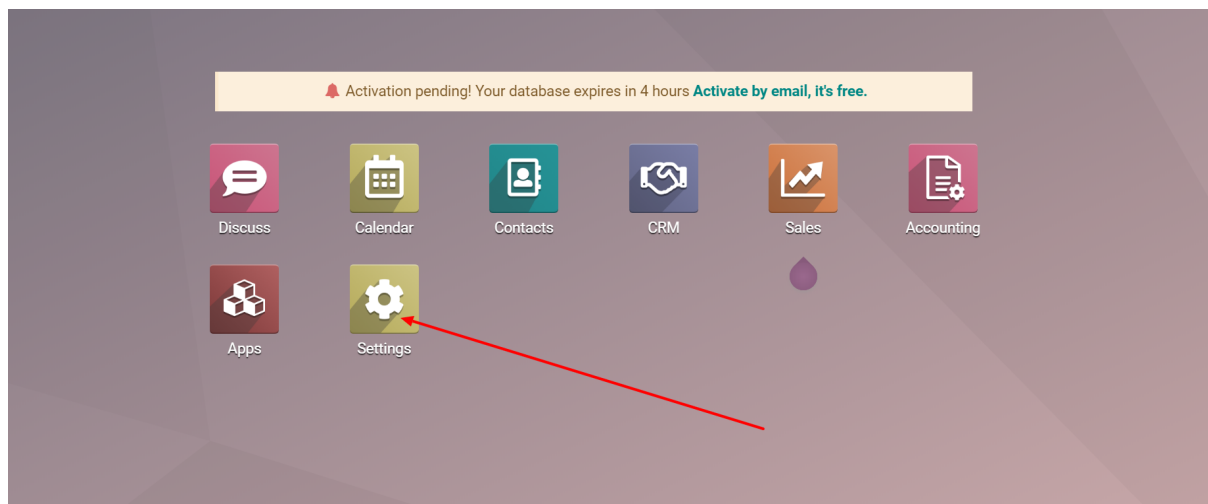 Activation pending! Your database expires in 4 hours Activate by email, it's free.
Discuss Calendar Contacts CRM Sales Accounting
Apps Settings